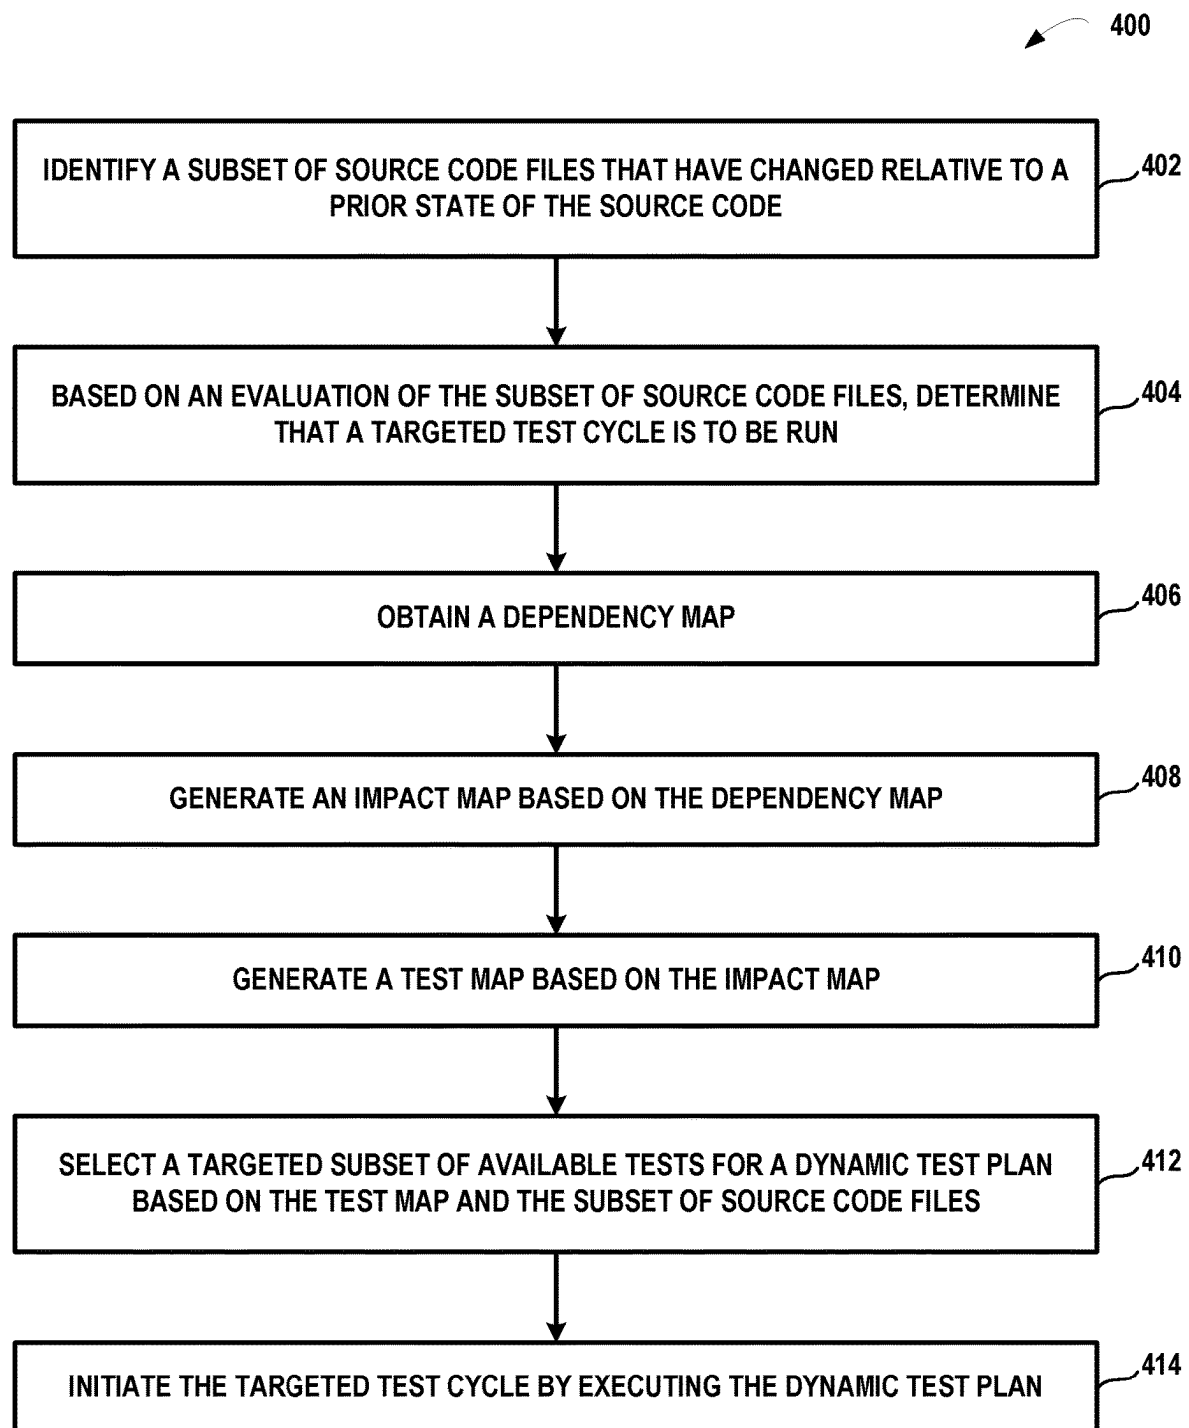 400
IDENTIFY A SUBSET OF SOURCE CODE FILES THAT HAVE CHANGED RELATIVE TO A
PRIOR STATE OF THE SOURCE CODE
402
BASED ON AN EVALUATION OF THE SUBSET OF SOURCE CODE FILES, DETERMINE
THAT A TARGETED TEST CYCLE IS TO BE RUN
404
OBTAIN A DEPENDENCY MAP
406
GENERATE AN IMPACT MAP BASED ON THE DEPENDENCY MAP
408
GENERATE A TEST MAP BASED ON THE IMPACT MAP
410
SELECT A TARGETED SUBSET OF AVAILABLE TESTS FOR A DYNAMIC TEST PLAN
BASED ON THE TEST MAP AND THE SUBSET OF SOURCE CODE FILES
412
INITIATE THE TARGETED TEST CYCLE BY EXECUTING THE DYNAMIC TEST PLAN
414